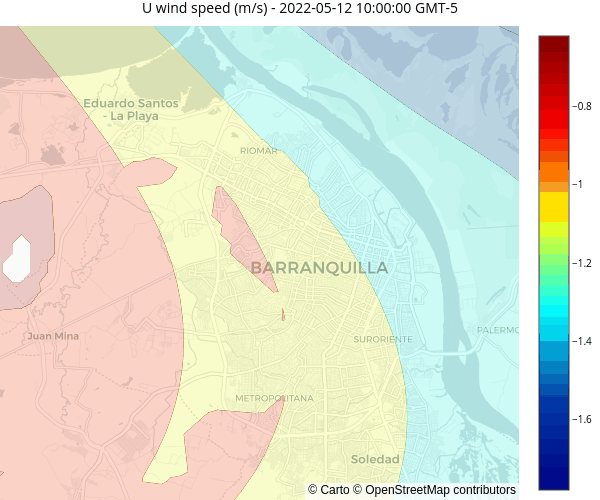 U wind speed (m/s) - 2022-05-12 10:00:00 GMT-5
Eduardo Santos
- La Playa
RIOMAR
BARRANQUILLA
Juan Mina
SURORIENTE
PALERMO
METROPOLITANA
Soledad
© Carto © OpenStreetMap contributors
−0.8
−1
−1.2
−1.4
−1.6